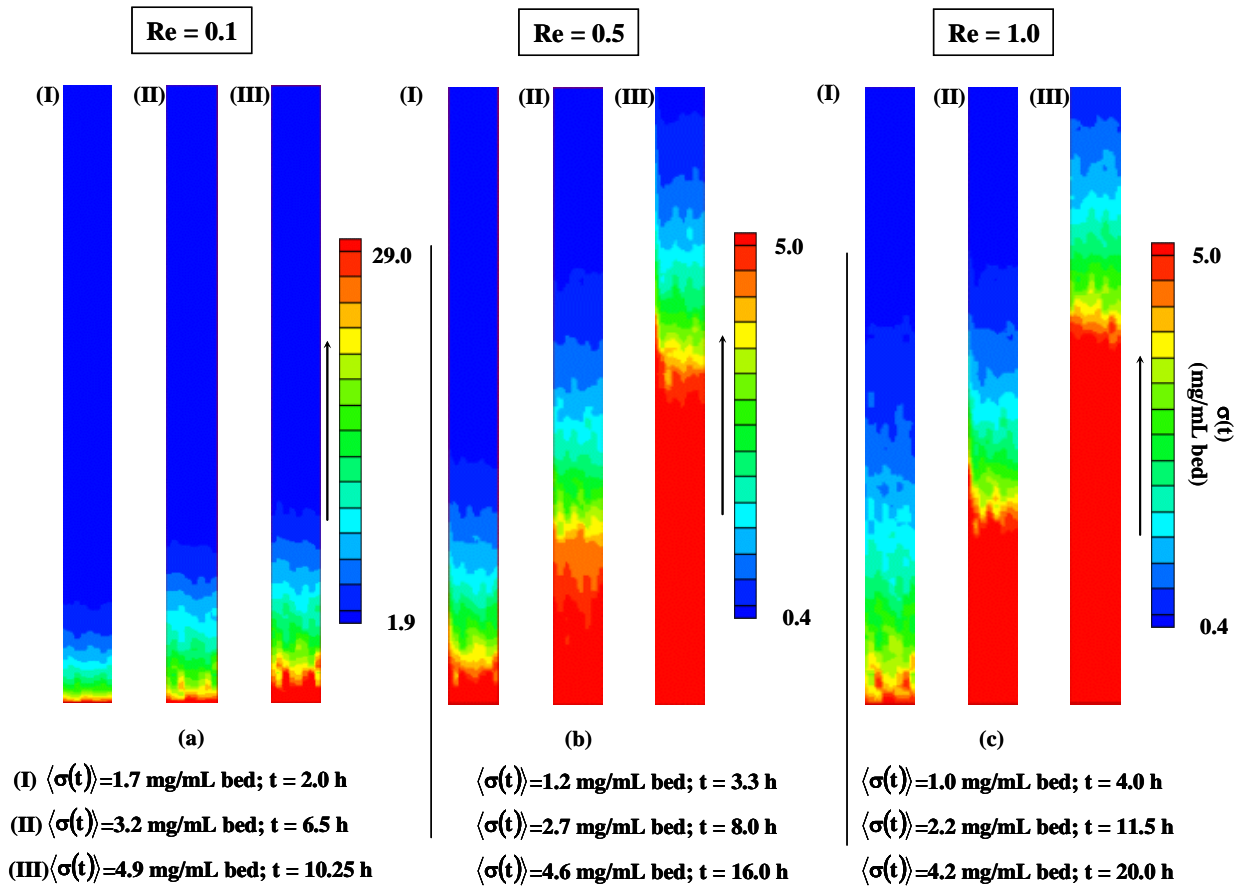 Re = 0.1
Re = 0.5
Re = 1.0
(I)
(II)
(III)
(I)
(II)
(III)
(I)
(II)
(III)
29.0
1.9
5.0
0.4
5.0
0.4
σ(t)
(mg/mL bed)
(a)
(b)
(c)
(I) ⟨σ(t)⟩=1.7 mg/mL bed; t = 2.0 h
(II) ⟨σ(t)⟩=3.2 mg/mL bed; t = 6.5 h
(III)⟨σ(t)⟩=4.9 mg/mL bed; t = 10.25 h
⟨σ(t)⟩=1.2 mg/mL bed; t = 3.3 h
⟨σ(t)⟩=2.7 mg/mL bed; t = 8.0 h
⟨σ(t)⟩=4.6 mg/mL bed; t = 16.0 h
⟨σ(t)⟩=1.0 mg/mL bed; t = 4.0 h
⟨σ(t)⟩=2.2 mg/mL bed; t = 11.5 h
⟨σ(t)⟩=4.2 mg/mL bed; t = 20.0 h